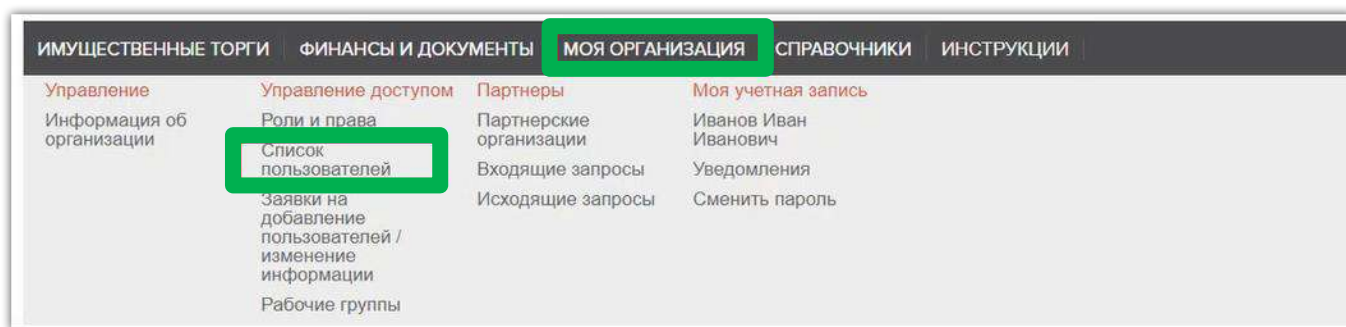 ИМУЩЕСТВЕННЫЕ ТОРГИ ФИНАНСЫ И ДОКУМЕНТЫ МОЯ ОРГАНИЗАЦИЯ СПРАВОЧНИКИ ИНСТРУКЦИИ
Управление
Информация об
организации
Управление доступом
Роли и права
Список
пользователей
Заявки на
добавление
пользователей /
изменение
информации
Рабочие группы
Партнеры
Партнерские
организации
Входящие запросы
Исходящие запросы
Моя учетная запись
Иванов Иван
Иванович
Уведомления
Сменить пароль